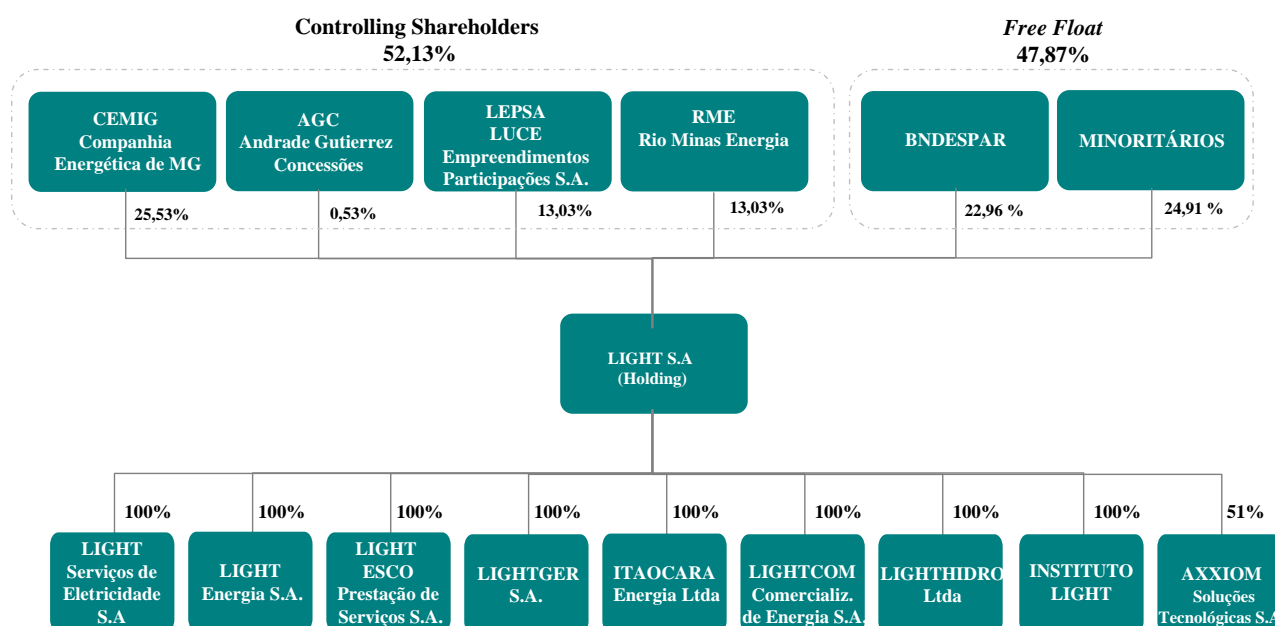 Controlling Shareholders
52,13%
Free Float
47,87%
CEMIG
Companhia
Energética de MG
AGC
Andrade Gutierrez
Concessões
LEPSA
LUCE
Empreendimentos
Participações S.A.
RME
Rio Minas Energia
BNDESPAR
MINORITÁRIOS
25,53%
0,53%
13,03%
13,03%
22,96 %
24,91 %
LIGHT S.A
(Holding)
100%
100%
100%
100%
100%
100%
100%
100%
51%
LIGHT
Serviços de
Eletricidade
S.A
LIGHT
Energia S.A.
LIGHT
ESCO
Prestação de
Serviços S.A.
LIGHTGER
S.A.
ITAOCARA
Energia Ltda
LIGHTCOM
Comercializ.
de Energia S.A.
LIGHTHIDRO
Ltda
INSTITUTO
LIGHT
AXXIOM
Soluções
Tecnológicas S.A